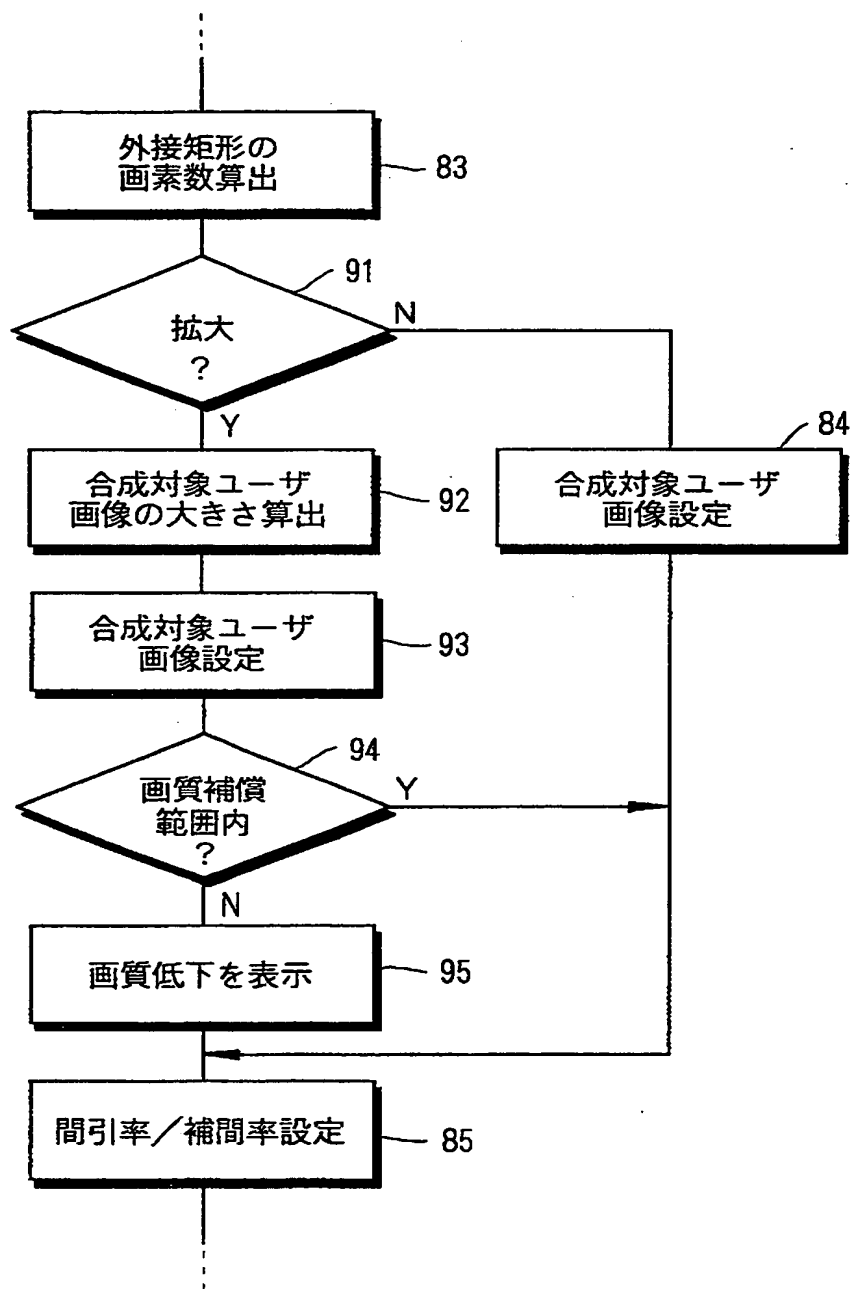 外接矩形の
画素数算出
83
91
拡大
?
N
Y
84
合成対象ユーザ
画像の大きさ算出
92
合成対象ユーザ
画像設定
合成対象ユーザ
画像設定
93
94
画質補償
範囲内
?
Y
N
画質低下を表示
95
間引率／補間率設定
85